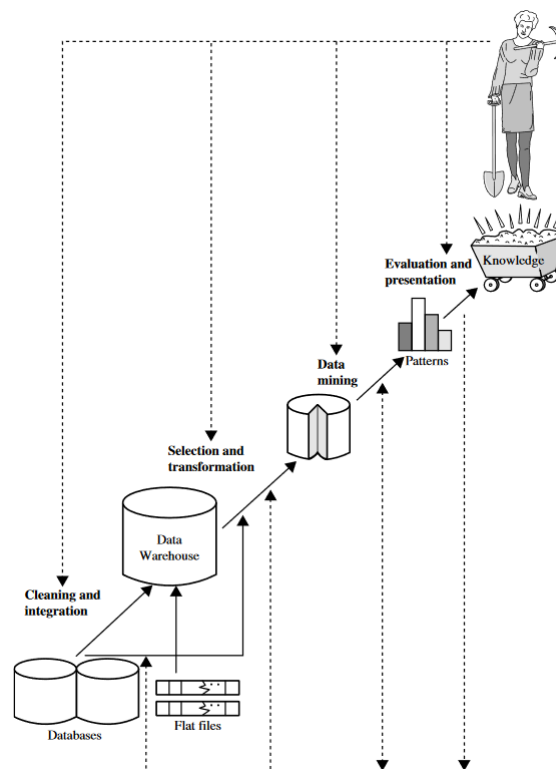 Knowledge
Evaluation and
presentation
Patterns
Data
mining
Selection and
transformation
Data
Warehouse
Cleaning and
integration
Databases
Flat files